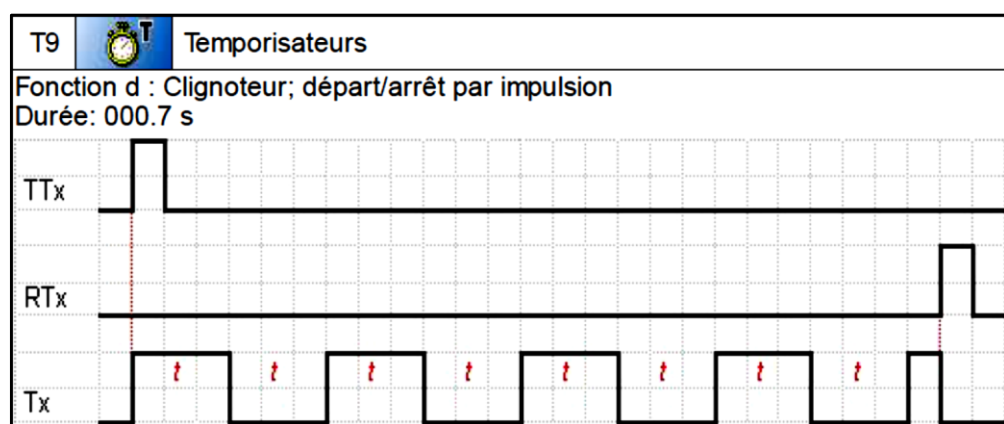 T9 T Temporisateurs
Fonction d : Clignoteur; départ/arrêt par impulsion
Durée: 000.7 s
TTx
RTx
t t t t t t t t
Tx